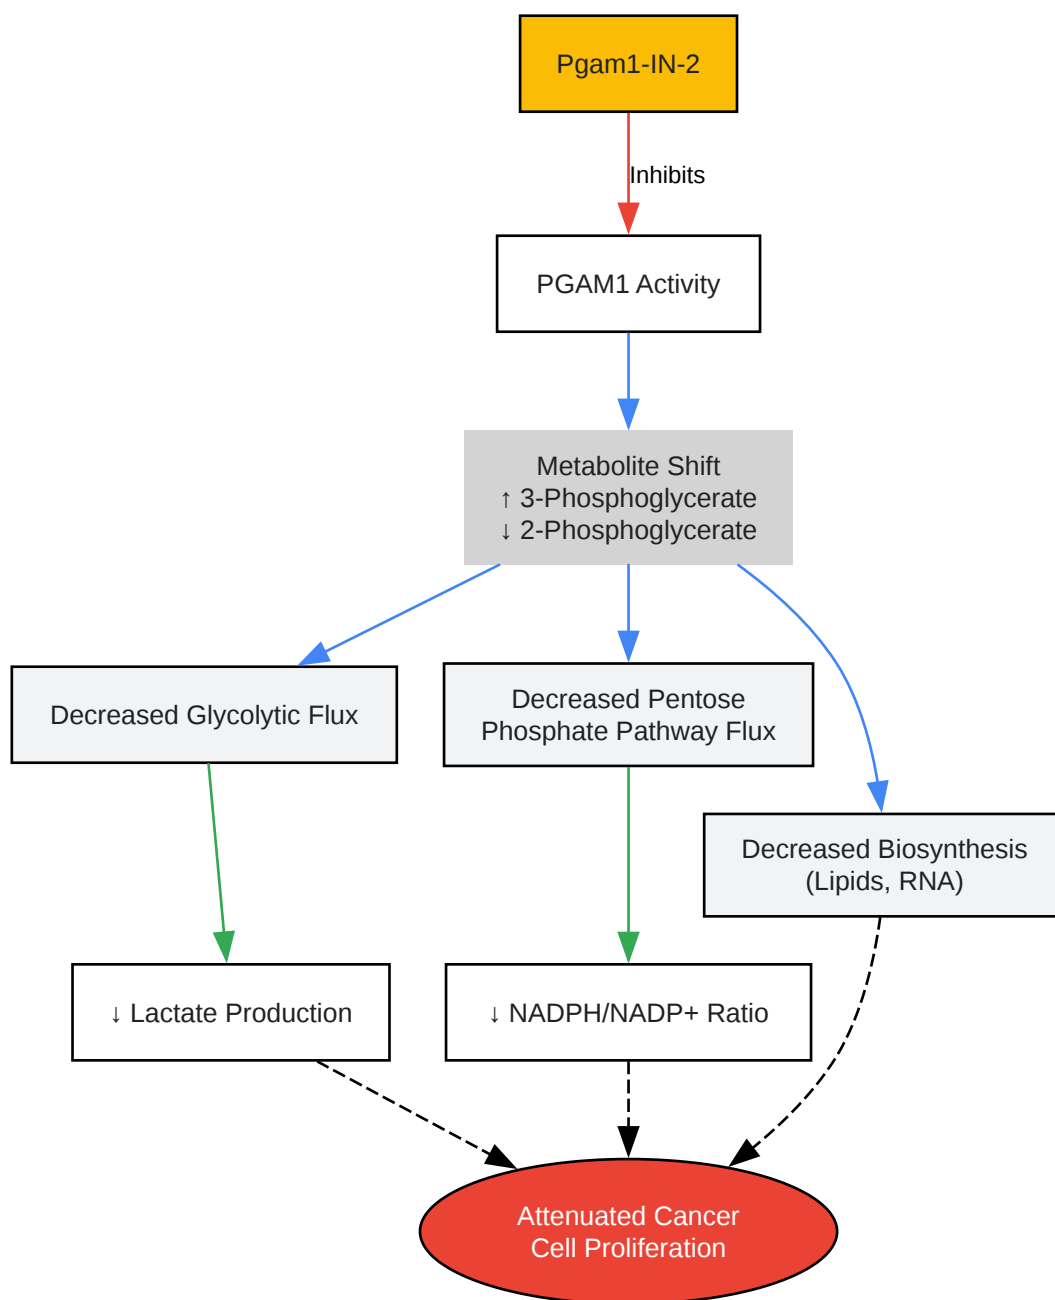 Pgam1-IN-2
Inhibits
PGAM1 Activity
Metabolite Shift
↑ 3-Phosphoglycerate
↓ 2-Phosphoglycerate
Decreased Glycolytic Flux
Decreased Pentose
Phosphate Pathway Flux
Decreased Biosynthesis
(Lipids, RNA)
↓ Lactate Production
↓ NADPH/NADP+ Ratio
Attenuated Cancer
Cell Proliferation